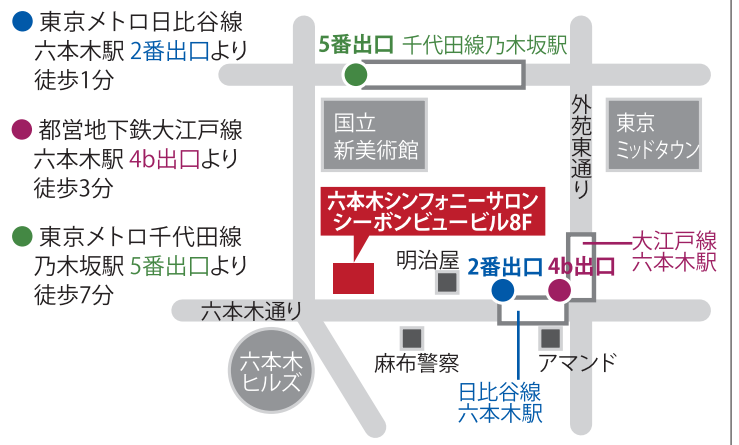 東京メトロ日比谷線
六本木駅 2番出口より
徒歩1分
都営地下鉄大江戸線
六本木駅 4b出口より
徒歩3分
東京メトロ千代田線
乃木坂駅 5番出口より
徒歩7分
5番出口 千代田線乃木坂駅
国立
新美術館
外苑東通り
東京
ミッドタウン
六本木シンフォニーサロン
シーボンビュービル8F
明治屋
2番出口
4b出口
大江戸線
六本木駅
六本木通り
六本木
ヒルズ
麻布警察
アマンド
日比谷線
六本木駅